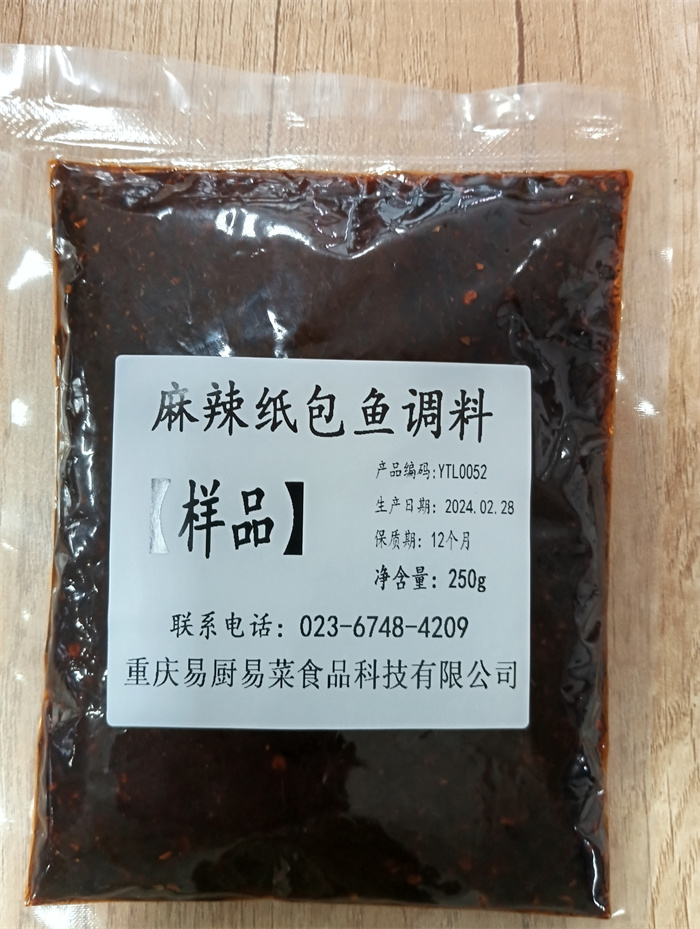 麻辣纸包鱼调料
【样品】
产品编码:YTL0052
生产日期: 2024.02.28
保质期: 12个月
净含量: 250g
联系电话: 023-6748-4209
重庆易厨易菜食品科技有限公司